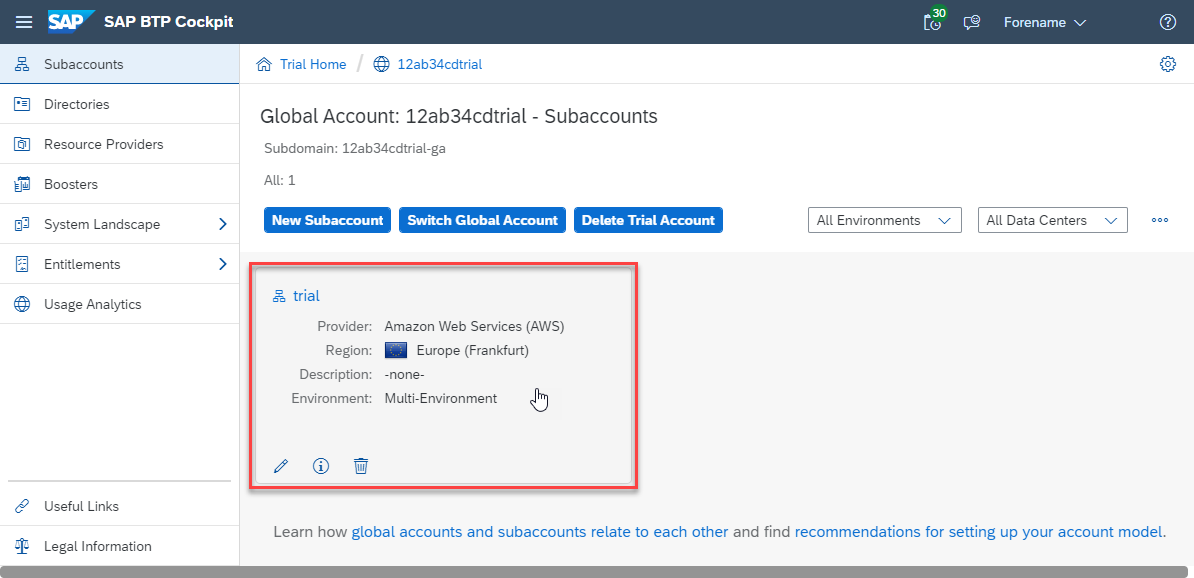 SAP SAP BTP Cockpit
30
Forename
Subaccounts
Directories
Resource Providers
Boosters
System Landscape
Entitlements
Usage Analytics
Useful Links
Legal Information
Trial Home / 12ab34cdtrial
Global Account: 12ab34cdtrial - Subaccounts
Subdomain: 12ab34cdtrial-ga
All: 1
New Subaccount Switch Global Account Delete Trial Account All Environments All Data Centers
trial
Provider: Amazon Web Services (AWS)
Region: Europe (Frankfurt)
Description: -none-
Environment: Multi-Environment
Learn how global accounts and subaccounts relate to each other and find recommendations for setting up your account model.